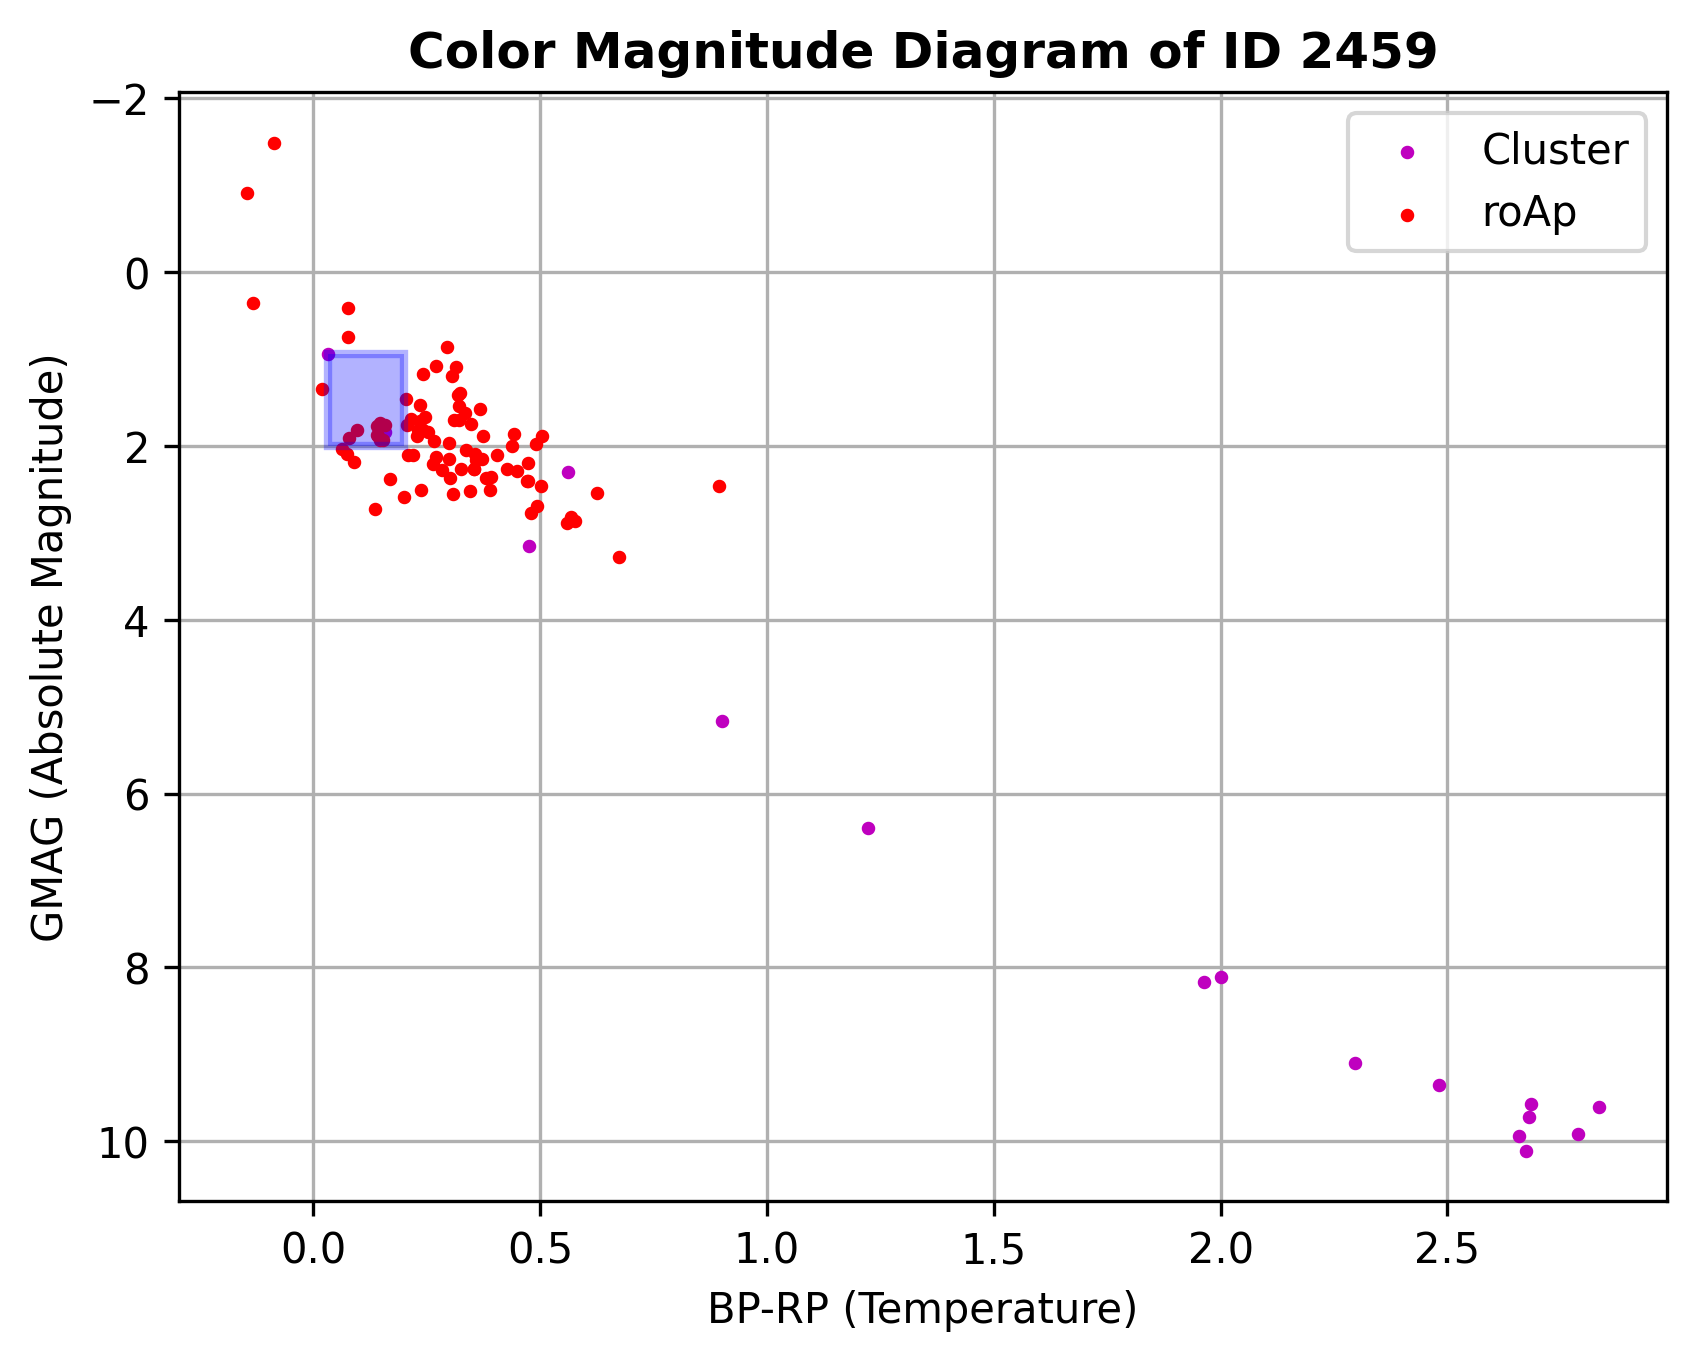 Color Magnitude Diagram of ID 2459
Cluster
roAp
GMAG (Absolute Magnitude)
−2
0
2
4
6
8
10
0.0 0.5 1.0 1.5 2.0 2.5
BP-RP (Temperature)